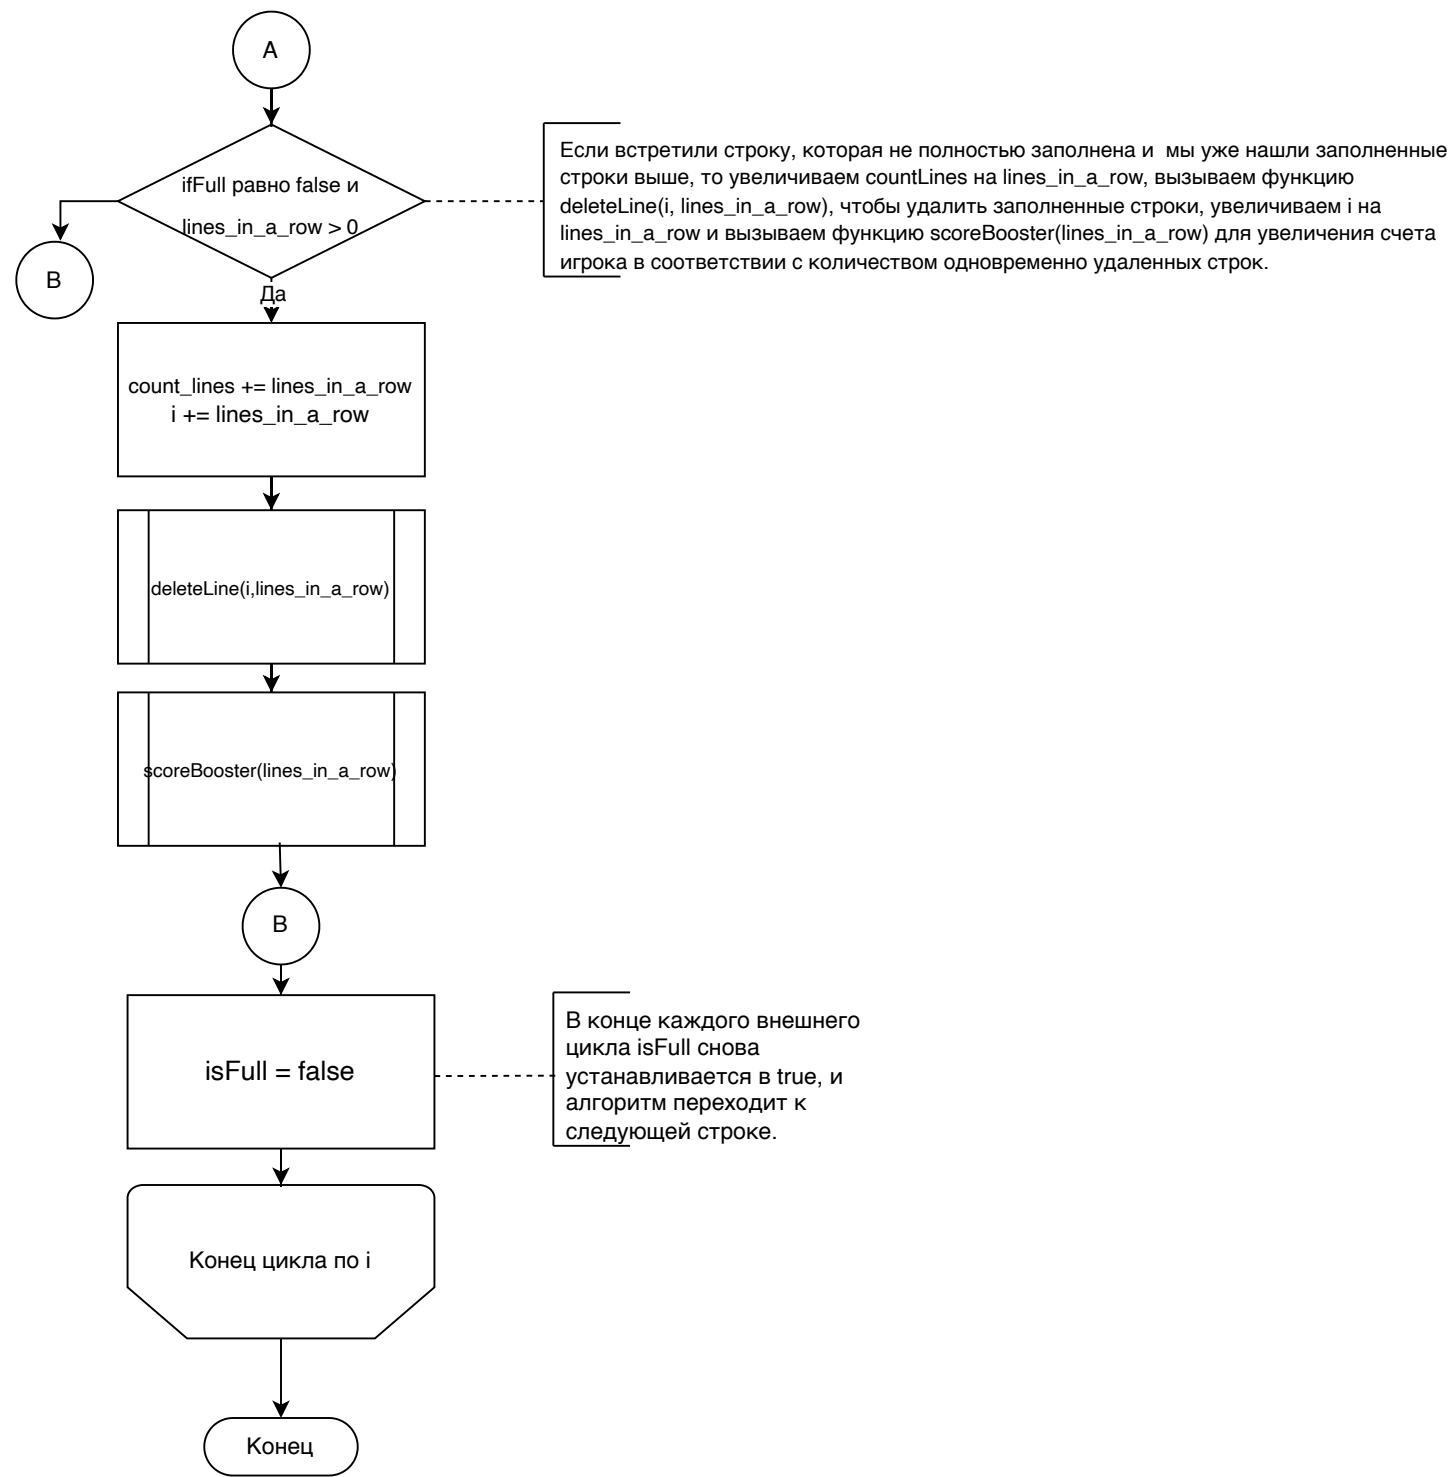 A
ifFull равно false и
lines_in_a_row > 0
Если встретили строку, которая не полностью заполнена и  мы уже нашли заполненные
строки выше, то увеличиваем countLines на lines_in_a_row, вызываем функцию
deleteLine(i, lines_in_a_row), чтобы удалить заполненные строки, увеличиваем i на
lines_in_a_row и вызываем функцию scoreBooster(lines_in_a_row) для увеличения счета
игрока в соответствии с количеством одновременно удаленных строк.
B
Да
count_lines += lines_in_a_row
i += lines_in_a_row
deleteLine(i,lines_in_a_row)
scoreBooster(lines_in_a_row)
B
isFull = false
В конце каждого внешнего
цикла isFull снова
устанавливается в true, и
алгоритм переходит к
следующей строке.
Конец цикла по i
Конец